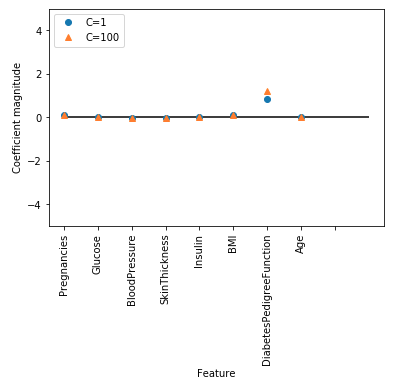 C=1
C=100
4
2
0
−2
−4
Coefficient magnitude
Pregnancies
Glucose
BloodPressure
SkinThickness
Insulin
BMI
DiabetesPedigreeFunction
Age
Feature